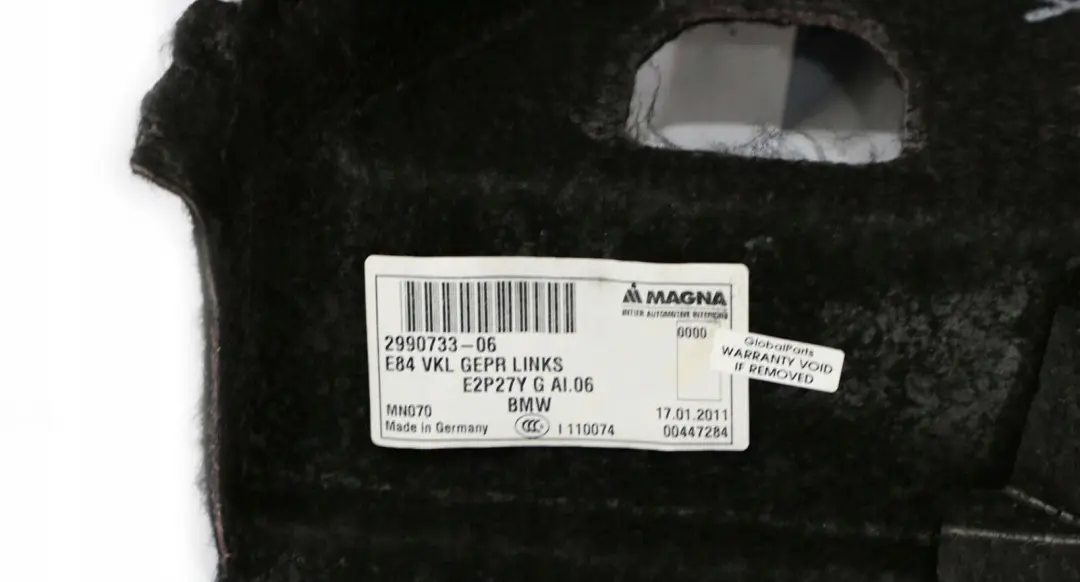 MAGNA
INTIER AUTOMOTIVE INTERIORS
2990733-06
0000
E84 VKL GEPR LINKS
E2P27Y G AI.06
BMW
MN070
17.01.2011
Made in Germany
CCC
I 110074
00447284
GlobalParts
WARRANTY VOID
IF REMOVED